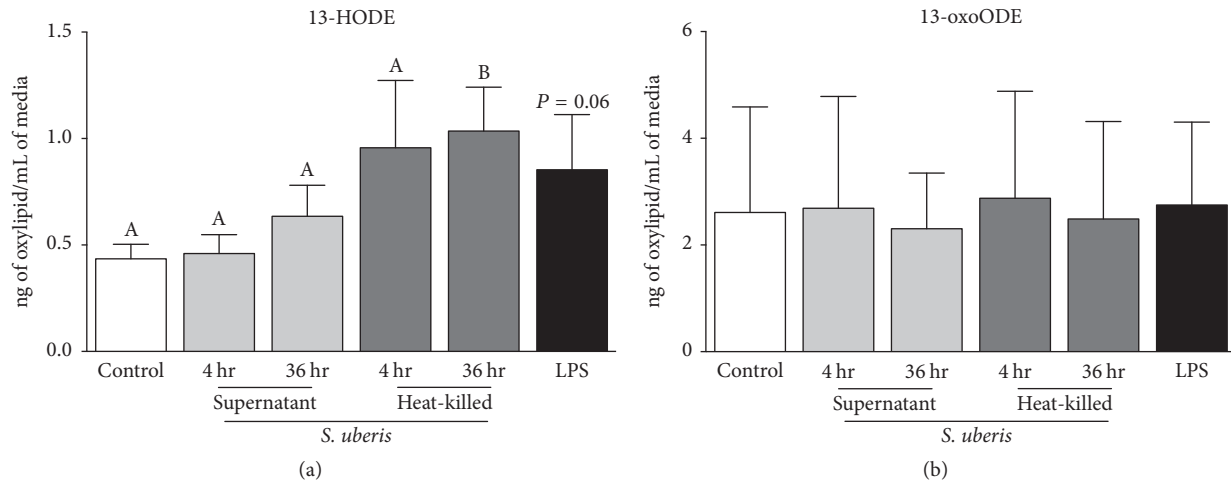 13-HODE
ng of oxylipid/mL of media
1.5
1.0
0.5
0.0
A
A
A
A
B
P = 0.06
Control
4 hr
36 hr
4 hr
36 hr
LPS
Supernatant
Heat-killed
S. uberis
(a)
13-oxoODE
ng of oxylipid/mL of media
6
4
2
0
Control
4 hr
36 hr
4 hr
36 hr
LPS
Supernatant
Heat-killed
S. uberis
(b)